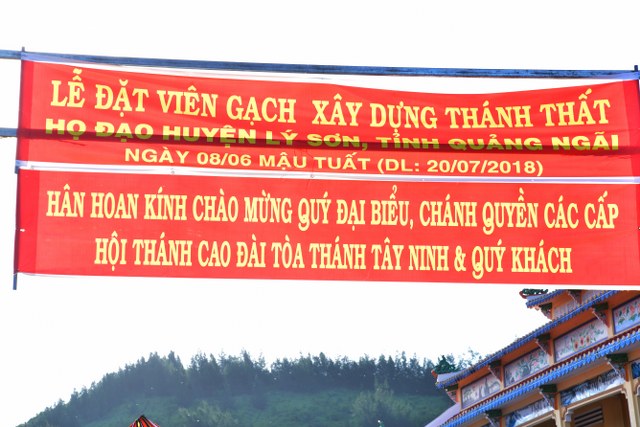 LỄ ĐẶT VIÊN GẠCH XÂY DỰNG THÁNH THẤT
HỌ ĐẠO HUYỆN LÝ SƠN, TỈNH QUẢNG NGÃI
NGÀY 08/06 MẬU TUẤT (DL: 20/07/2018)
HÂN HOAN KÍNH CHÀO MỪNG QUÝ ĐẠI BIỂU, CHÁNH QUYỀN CÁC CẤP
HỘI THÁNH CAO ĐÀI TÒA THÁNH TÂY NINH & QUÝ KHÁCH